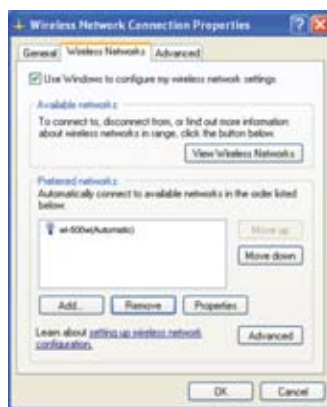 Wireless Network Connection Properties
General Wireless Networks Advanced
Use Windows to configure my wireless network settings
Available networks:
To connect to, disconnect from, or find out more information
about wireless networks in range, click the button below.
View Wireless Networks
Preferred networks:
Automatically connect to available networks in the order listed
below:
(Automatic)
Move up
Move down
Add...
Remove
Properties
Learn about setting up wireless network
configuration.
Advanced
OK
Cancel